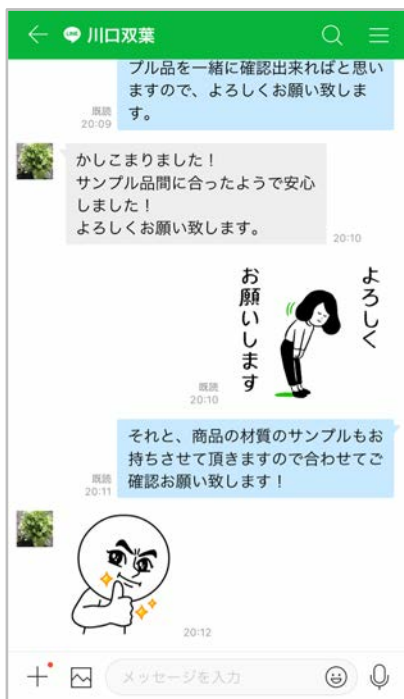 LINE
川口双葉
プル品を一緒に確認出来ればと思い
ますので、よろしくお願い致しま
す。
既読
20:09
かしこまりました！
サンプル品間に合ったようで安心
しました！
よろしくお願い致します。
20:10
よろしく
お願いします
既読
20:10
それと、商品の材質のサンプルもお
持ちさせて頂きますので合わせてご
確認お願い致します！
既読
20:11
20:12
メッセージを入力